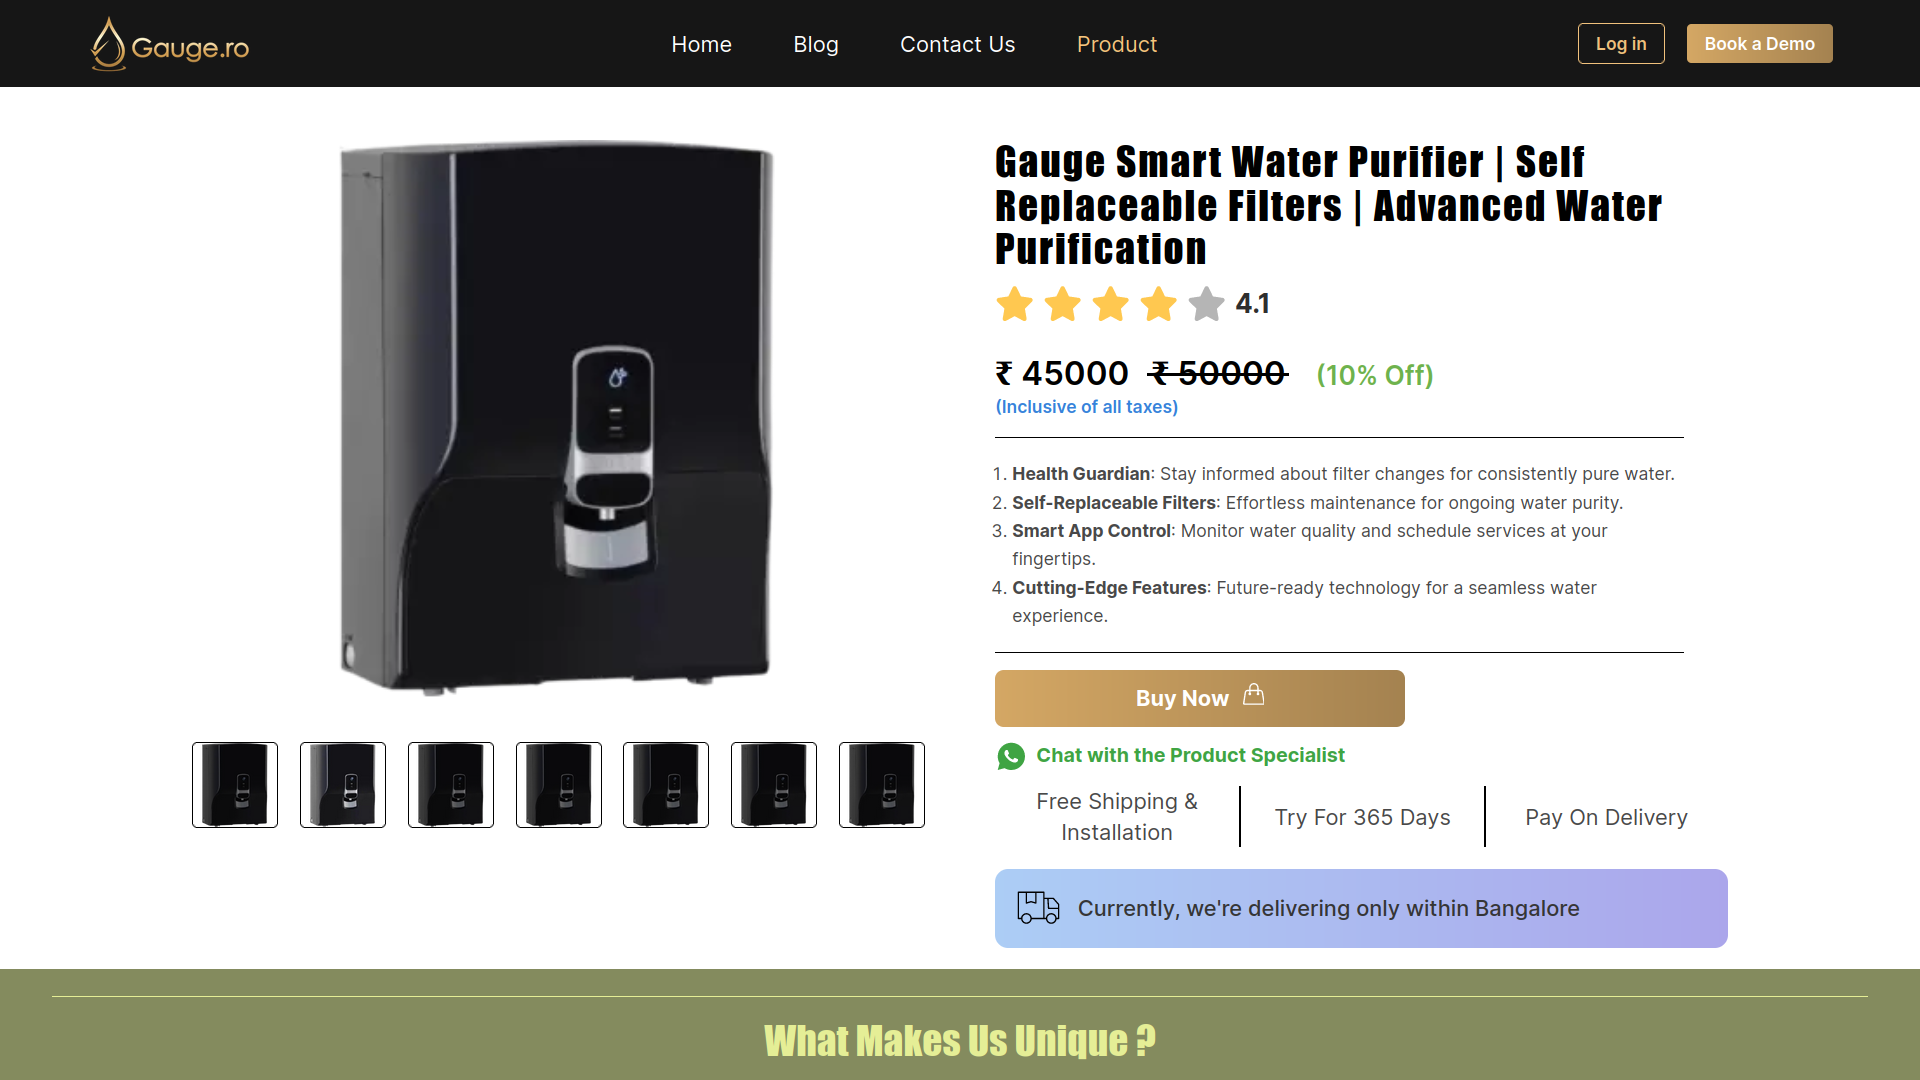 Gauge.ro
Home
Blog
Contact Us
Product
Log in
Book a Demo
Gauge Smart Water Purifier | Self
Replaceable Filters | Advanced Water
Purification
4.1
₹ 45000 ₹ 50000 (10% Off)
(Inclusive of all taxes)
1. Health Guardian: Stay informed about filter changes for consistently pure water.
2. Self-Replaceable Filters: Effortless maintenance for ongoing water purity.
3. Smart App Control: Monitor water quality and schedule services at your
fingertips.
4. Cutting-Edge Features: Future-ready technology for a seamless water
experience.
Buy Now
Chat with the Product Specialist
Free Shipping &
Installation
Try For 365 Days
Pay On Delivery
Currently, we're delivering only within Bangalore
What Makes Us Unique ?